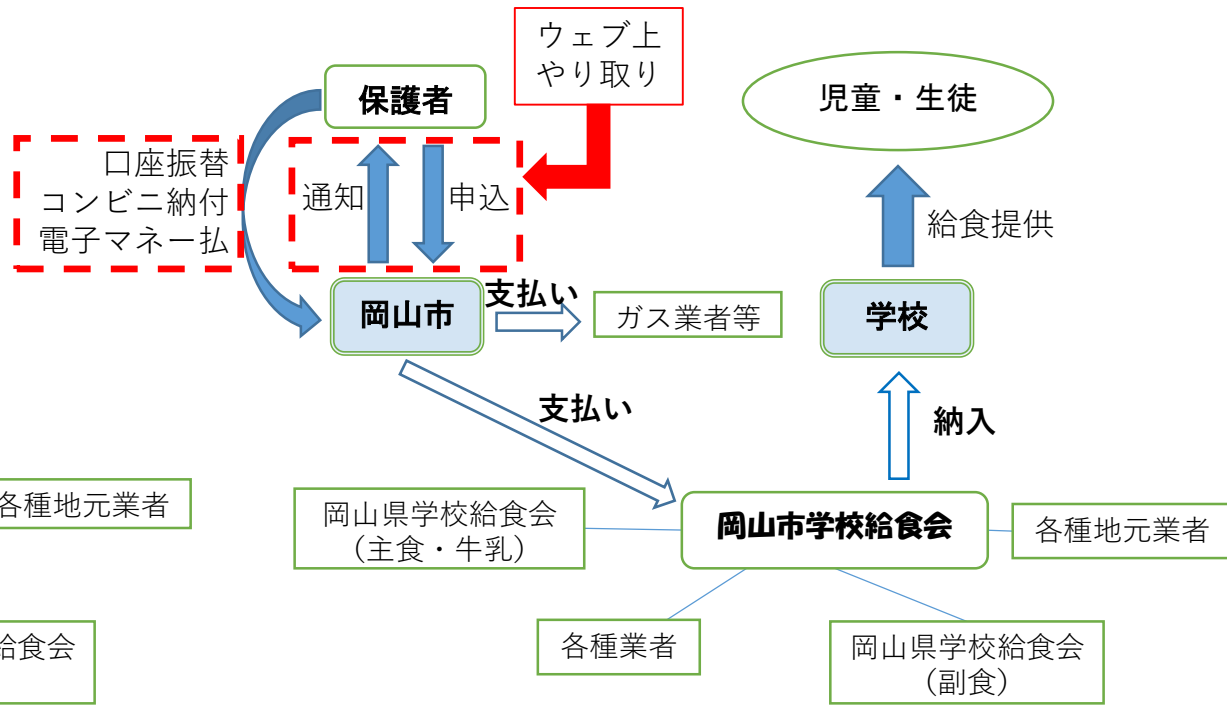 ウェブ上
やり取り
保護者
児童・生徒
口座振替
コンビニ納付
電子マネー払
通知
申込
給食提供
岡山市
支払い
ガス業者等
学校
支払い
納入
各種地元業者
岡山県学校給食会
（主食・牛乳）
岡山市学校給食会
各種地元業者
給食会
各種業者
岡山県学校給食会
（副食）